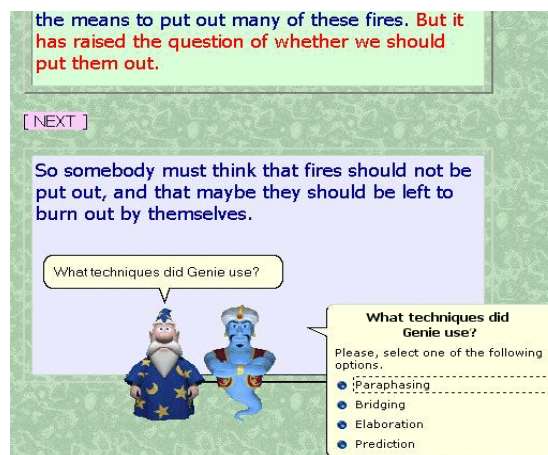 the means to put out many of these fires. But it
has raised the question of whether we should
put them out.
[ NEXT ]
So somebody must think that fires should not be
put out, and that maybe they should be left to
burn out by themselves.
What techniques did Genie use?
What techniques did
Genie use?
Please, select one of the following
options.
Paraphasing
Bridging
Elaboration
Prediction